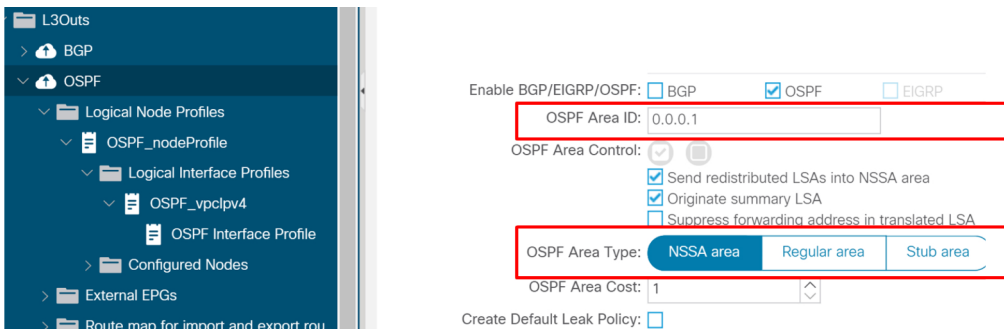 L3Outs
BGP
OSPF
Logical Node Profiles
OSPF_nodeProfile
Logical Interface Profiles
OSPF_vpcIpv4
OSPF Interface Profile
Configured Nodes
External EPGs
Route map for import and export rou
Enable BGP/EIGRP/OSPF: BGP OSPF EIGRP
OSPF Area ID: 0.0.0.1
OSPF Area Control:
Send redistributed LSAs into NSSA area
Originate summary LSA
Suppress forwarding address in translated LSA
OSPF Area Type: NSSA area Regular area Stub area
OSPF Area Cost: 1
Create Default Leak Policy: